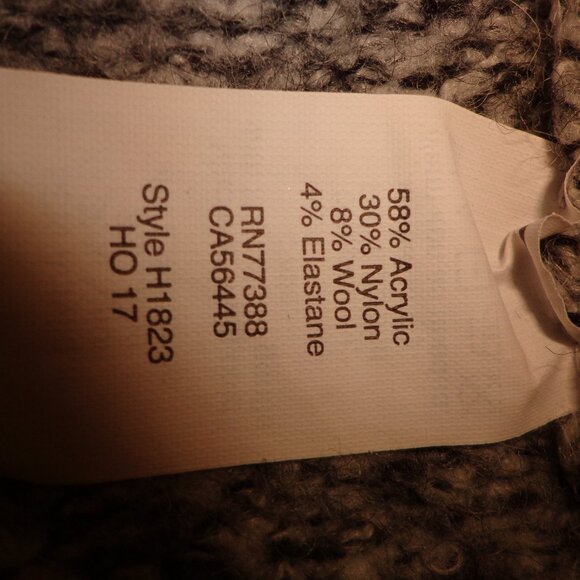 58% Acrylic
30% Nylon
8% Wool
4% Elastane
RN77388
CA56445
Style H1823
HO 17